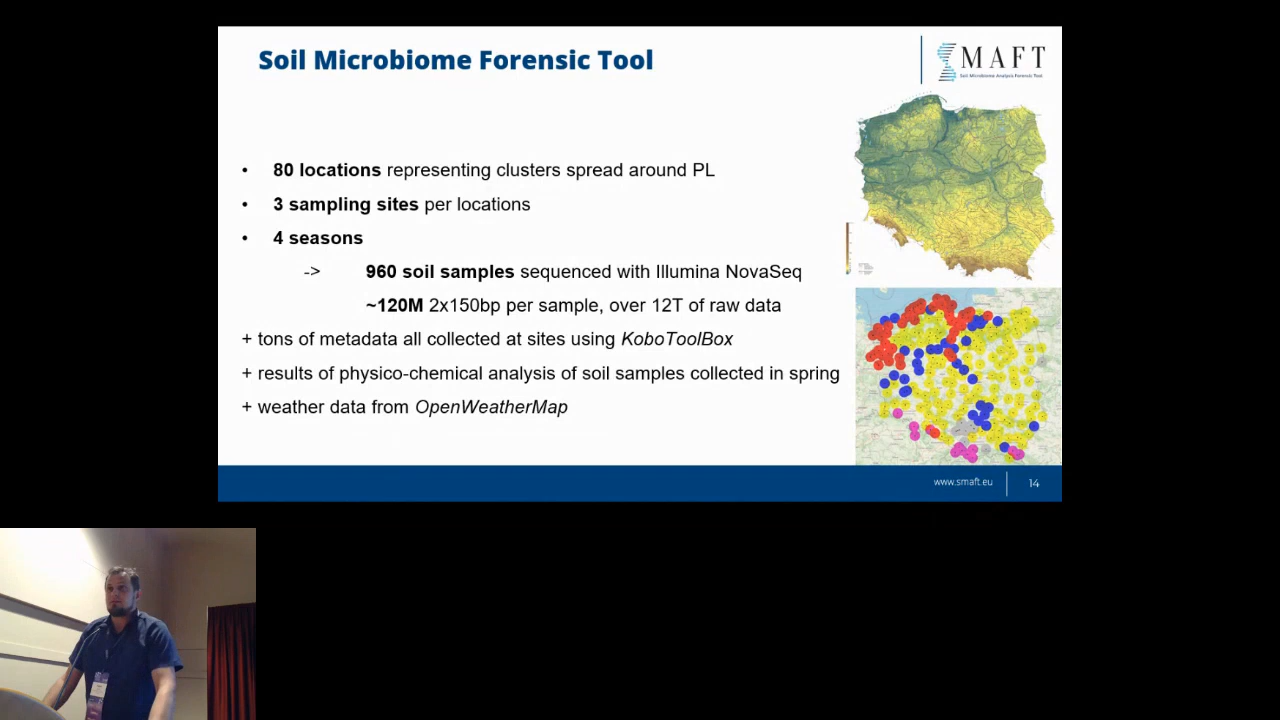 Soil Microbiome Forensic Tool
SMAFT
Soil Microbiome Analysis Forensic Tool
• 80 locations representing clusters spread around PL
• 3 sampling sites per locations
• 4 seasons
-> 960 soil samples sequenced with Illumina NovaSeq
~120M 2x150bp per sample, over 12T of raw data
+ tons of metadata all collected at sites using KoboToolBox
+ results of physico-chemical analysis of soil samples collected in spring
+ weather data from OpenWeatherMap
www.smaft.eu
14